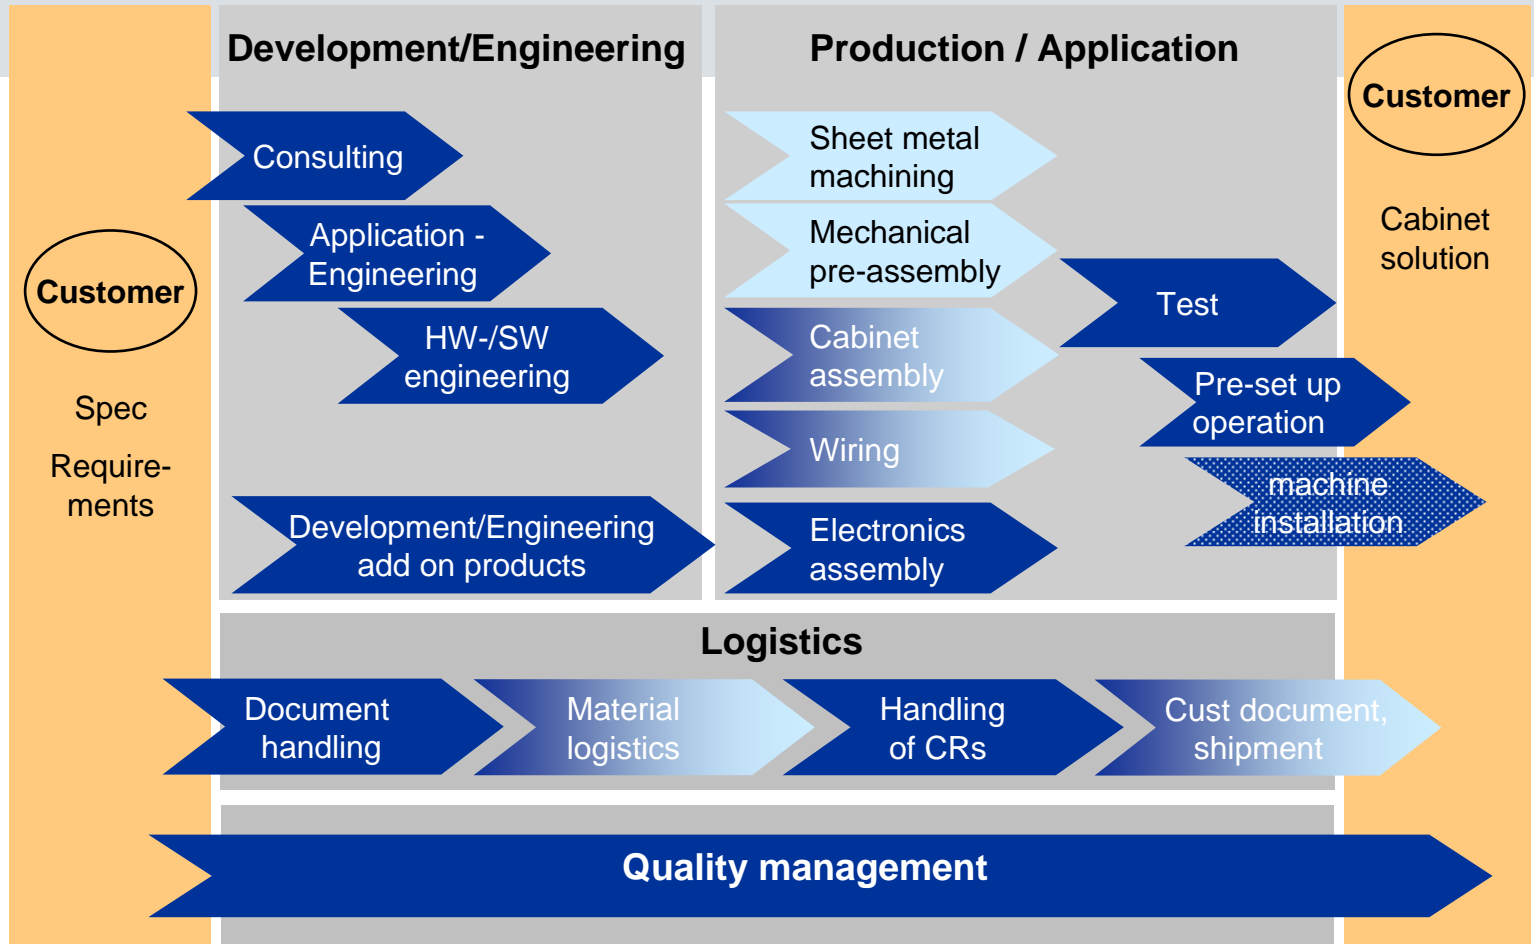 Development/Engineering
Production / Application
Customer
Spec
Require-
ments
Consulting
Application -
Engineering
HW-/SW
engineering
Development/Engineering
add on products
Sheet metal
machining
Mechanical
pre-assembly
Cabinet
assembly
Wiring
Electronics
assembly
Test
Pre-set up
operation
machine
installation
Customer
Cabinet
solution
Logistics
Document
handling
Material
logistics
Handling
of CRs
Cust document,
shipment
Quality management